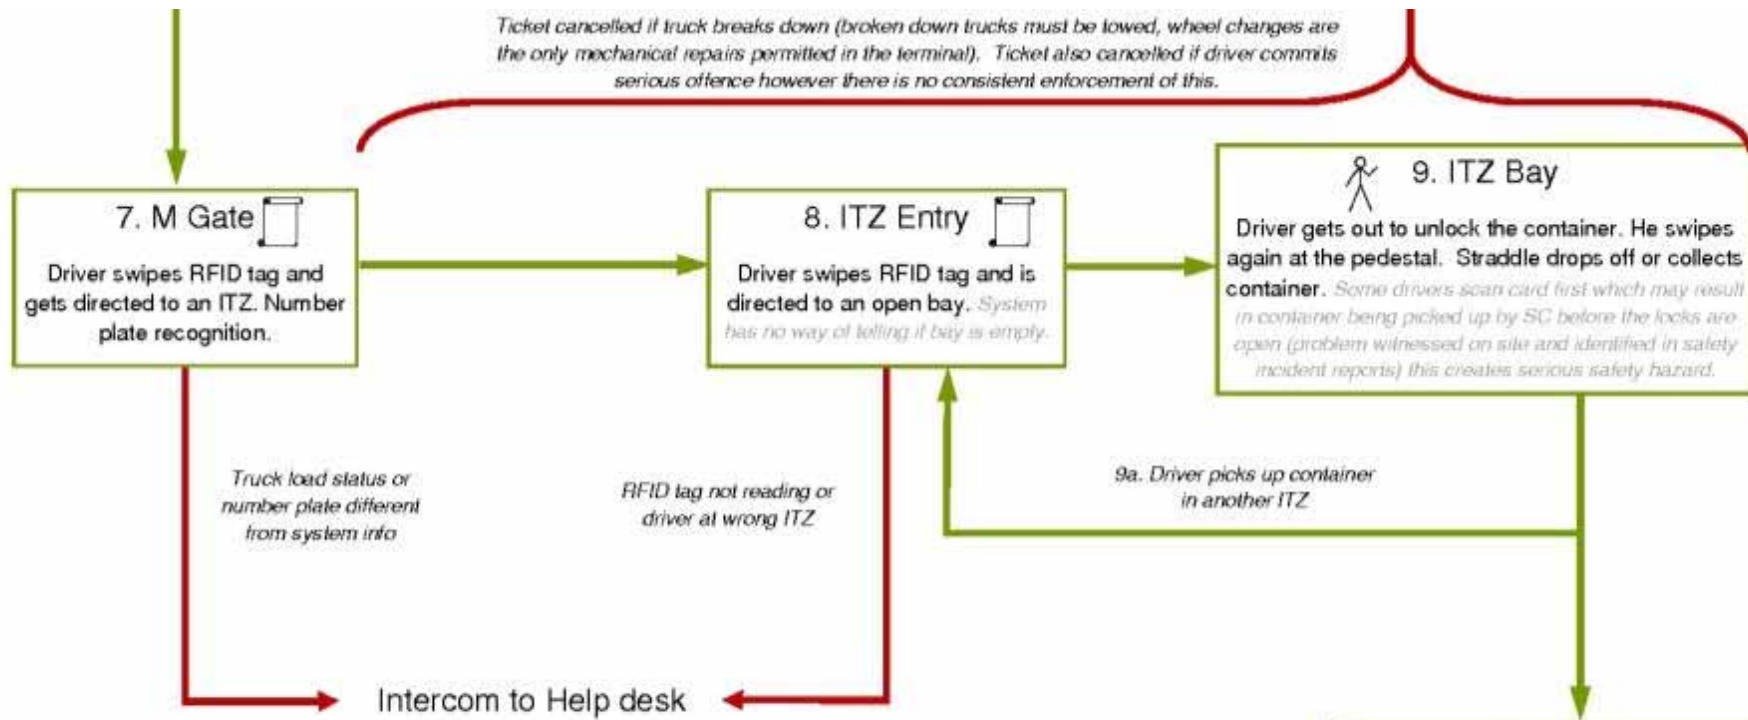 Ticket cancelled if truck breaks down (broken down trucks must be towed, wheel changes are
the only mechanical repairs permitted in the terminal).  Ticket also cancelled if driver commits
serious offence however there is no consistent enforcement of this.
7. M Gate
Driver swipes RFID tag and
gets directed to an ITZ. Number
plate recognition.
8. ITZ Entry
Driver swipes RFID tag and is
directed to an open bay. System
has no way of telling if bay is empty.
9. ITZ Bay
Driver gets out to unlock the container. He swipes
again at the pedestal.  Straddle drops off or collects
container. Some drivers scan card first which may result
in container being picked up by SC before the locks are
open (problem witnessed on site and identified in safety
incident reports) this creates serious safety hazard.
Truck load status or
number plate different
from system info
RFID tag not reading or
driver at wrong ITZ
9a. Driver picks up container
in another ITZ
Intercom to Help desk